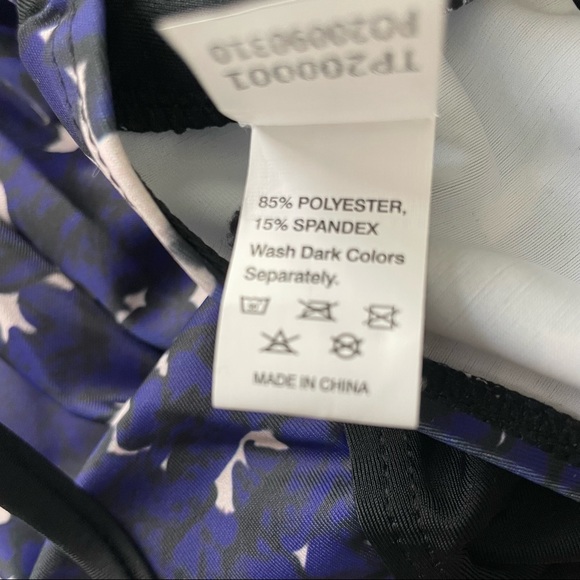 TP200001
PO20090310
85% POLYESTER,
15% SPANDEX
Wash Dark Colors
Separately.
MADE IN CHINA